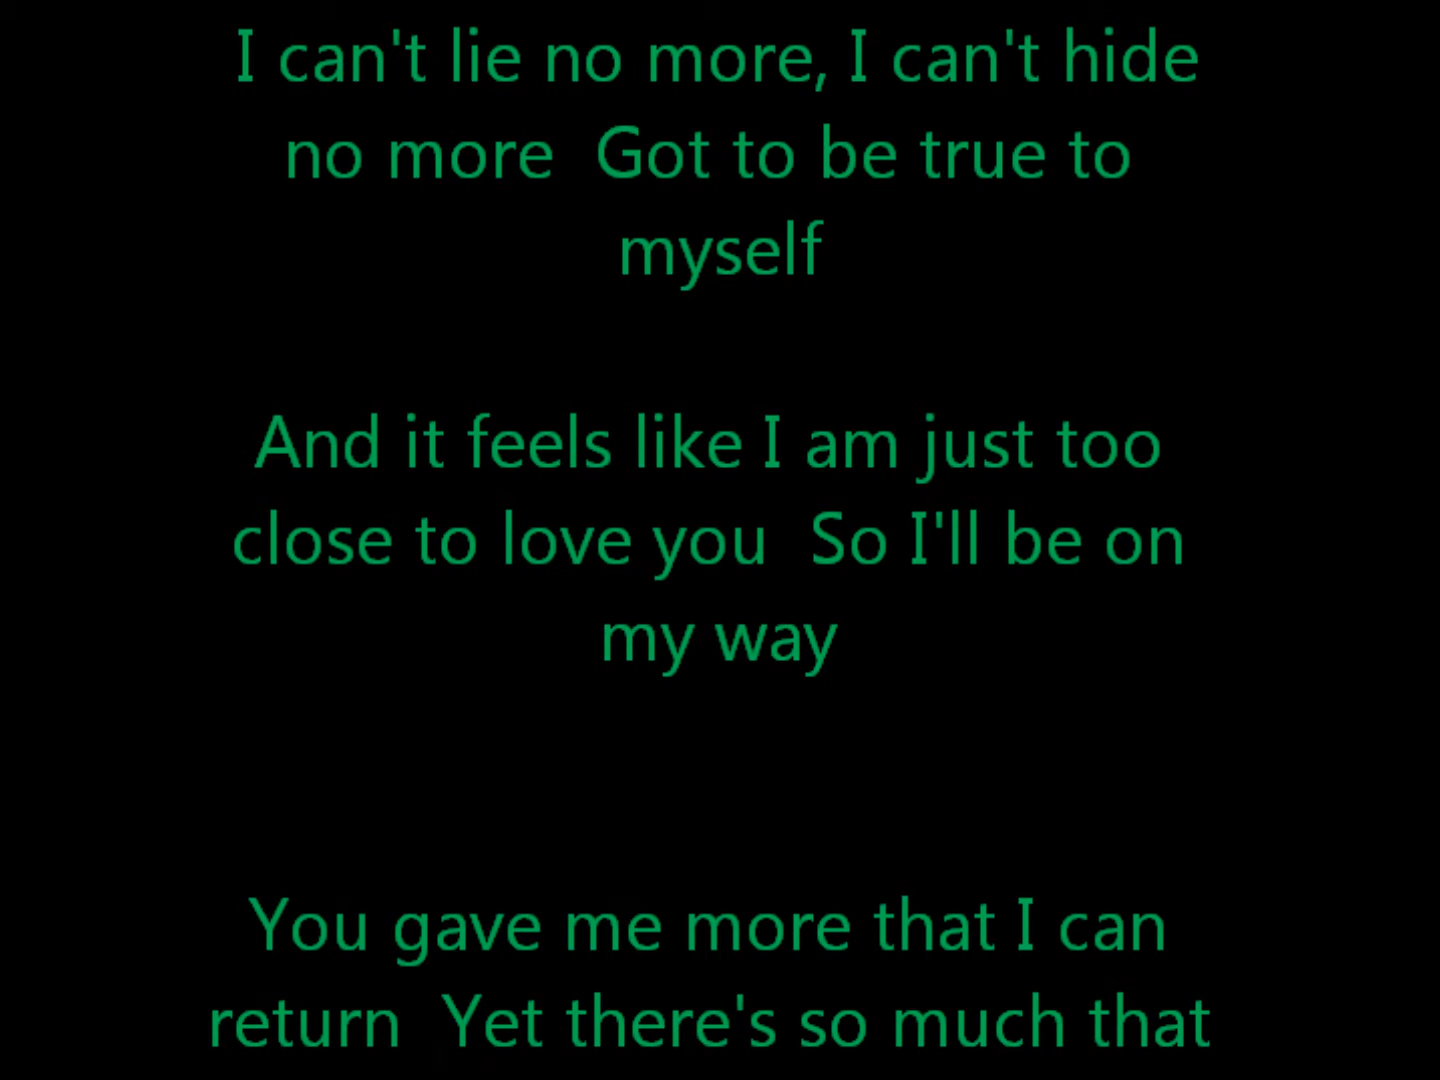 I can't lie no more, I can't hide
no more  Got to be true to
myself
And it feels like I am just too
close to love you  So I'll be on
my way
You gave me more that I can
return  Yet there's so much that